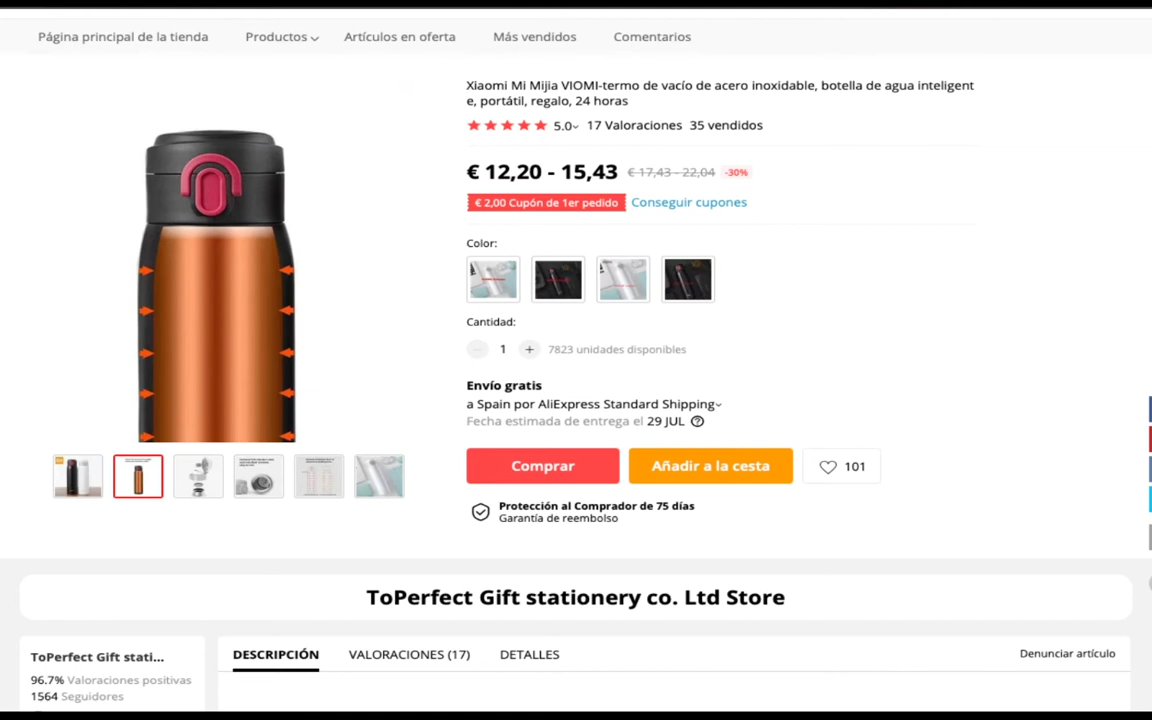 Página principal de la tienda
Productos
Artículos en oferta
Más vendidos
Comentarios
Xiaomi Mi Mijia VIOMI-termo de vacío de acero inoxidable, botella de agua inteligent
e, portátil, regalo, 24 horas
5.0
17 Valoraciones
35 vendidos
€ 12,20 - 15,43
€ 17,43 - 22,04
-30%
€ 2,00 Cupón de 1er pedido
Conseguir cupones
Color:
Cantidad:
1 +
7823 unidades disponibles
Envío gratis
a Spain por AliExpress Standard Shipping
Fecha estimada de entrega el 29 JUL
Comprar
Añadir a la cesta
101
Protección al Comprador de 75 días
Garantía de reembolso
ToPerfect Gift stationery co. Ltd Store
ToPerfect Gift stati...
96.7% Valoraciones positivas
1564 Seguidores
DESCRIPCIÓN
VALORACIONES (17)
DETALLES
Denunciar artículo